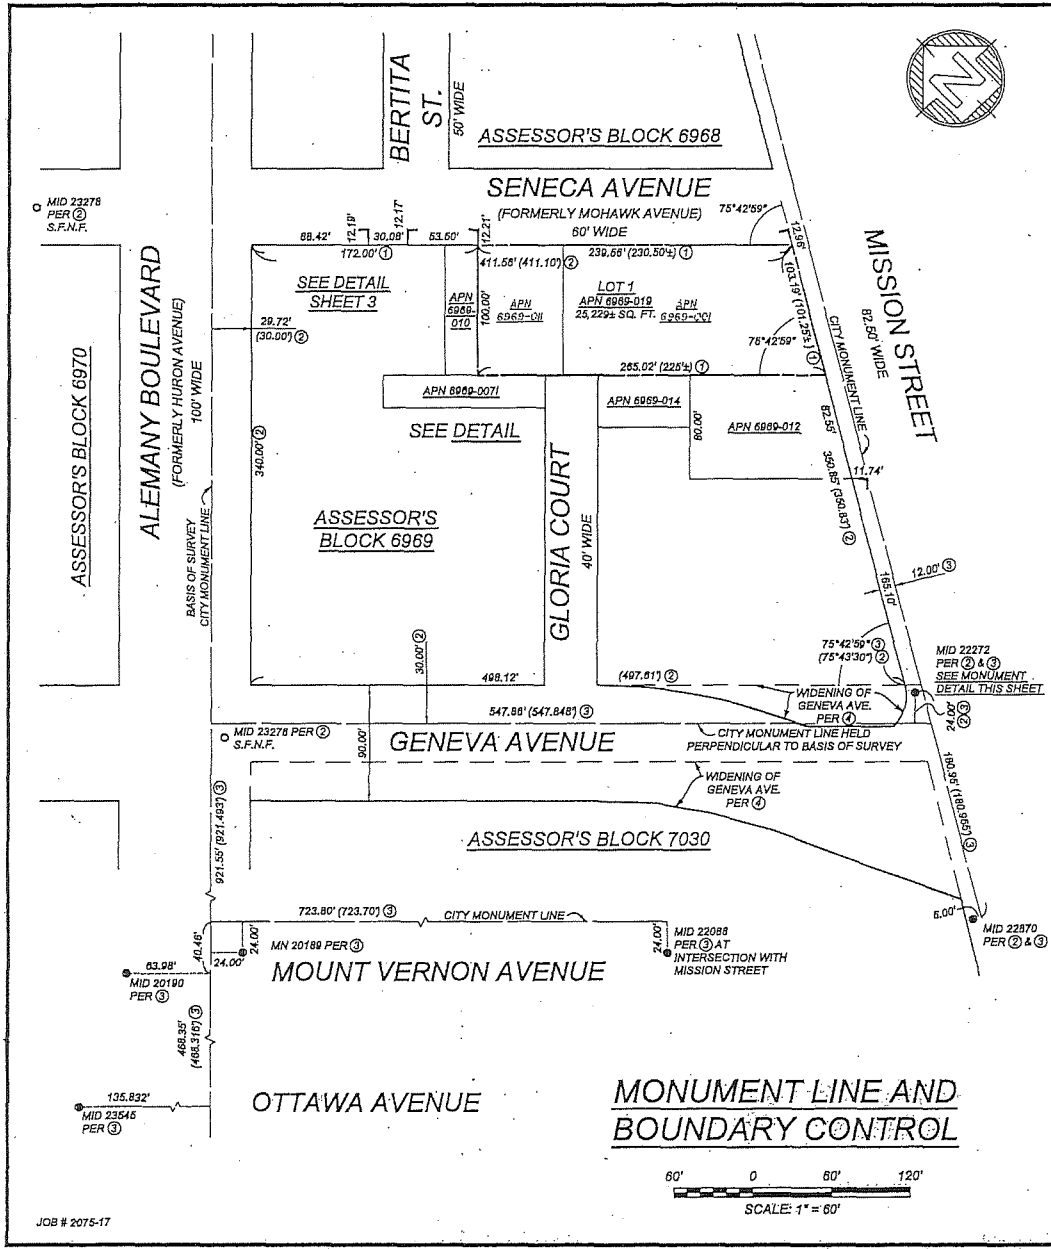 BERTITA
ST.
50' WIDE
ASSESSOR'S BLOCK 6968
N
MID 23278
PER ②
S.F.N.F.
SENECA AVENUE
(FORMERLY MOHAWK AVENUE)
60' WIDE
75°42'59"
12.96'
88.42'
12.19'
30.08'
12.17'
53.50'
12.21'
172.00' ①
411.56' (411.10') ②
239.56' (230.50'±) ①
SEE DETAIL
SHEET 3
APN
6969-
010
100.00'
APN
6969-011
LOT 1
APN 6969-019
25,229± SQ. FT.
APN
6969-001
103.19' (101.25'±) ①
CITY MONUMENT LINE
MISSION STREET
82.50' WIDE
29.72'
(30.00') ②
75°42'59"
265.02' (225'±) ①
ALEMANY BOULEVARD
(FORMERLY HURON AVENUE)
100' WIDE
ASSESSOR'S BLOCK 6970
APN 6969-007I
APN 6969-014
80.00'
APN 6969-012
82.55'
SEE DETAIL
340.00' ②
11.74'
350.85' (350.83') ②
ASSESSOR'S
BLOCK 6969
GLORIA COURT
40' WIDE
BASIS OF SURVEY
CITY MONUMENT LINE
12.00' ③
165.10'
30.00' ②
75°42'59" ③
(75°43'30") ②
MID 22272
PER ② & ③
SEE MONUMENT
DETAIL THIS SHEET
498.12'
(497.61') ②
WIDENING OF
GENEVA AVE.
PER ④
24.00'
②③
547.88' (547.848') ③
MID 23276 PER ②
S.F.N.F.
90.00'
GENEVA AVENUE
CITY MONUMENT LINE HELD
PERPENDICULAR TO BASIS OF SURVEY
WIDENING OF
GENEVA AVE.
PER ④
180.95' (180.965') ③
921.55' (921.493') ③
ASSESSOR'S BLOCK 7030
723.80' (723.70') ③
CITY MONUMENT LINE
6.00'
MID 22870
PER ② & ③
40.46'
24.00'
24.00'
MN 20189 PER ③
24.00'
MID 22088
PER ③ AT
INTERSECTION WITH
MISSION STREET
63.98'
MID 20190
PER ③
MOUNT VERNON AVENUE
468.35'
(468.316') ③
135.832'
MID 23545
PER ③
OTTAWA AVENUE
MONUMENT LINE AND
BOUNDARY CONTROL
60' 0 60' 120'
SCALE: 1" = 60'
JOB # 2075-17